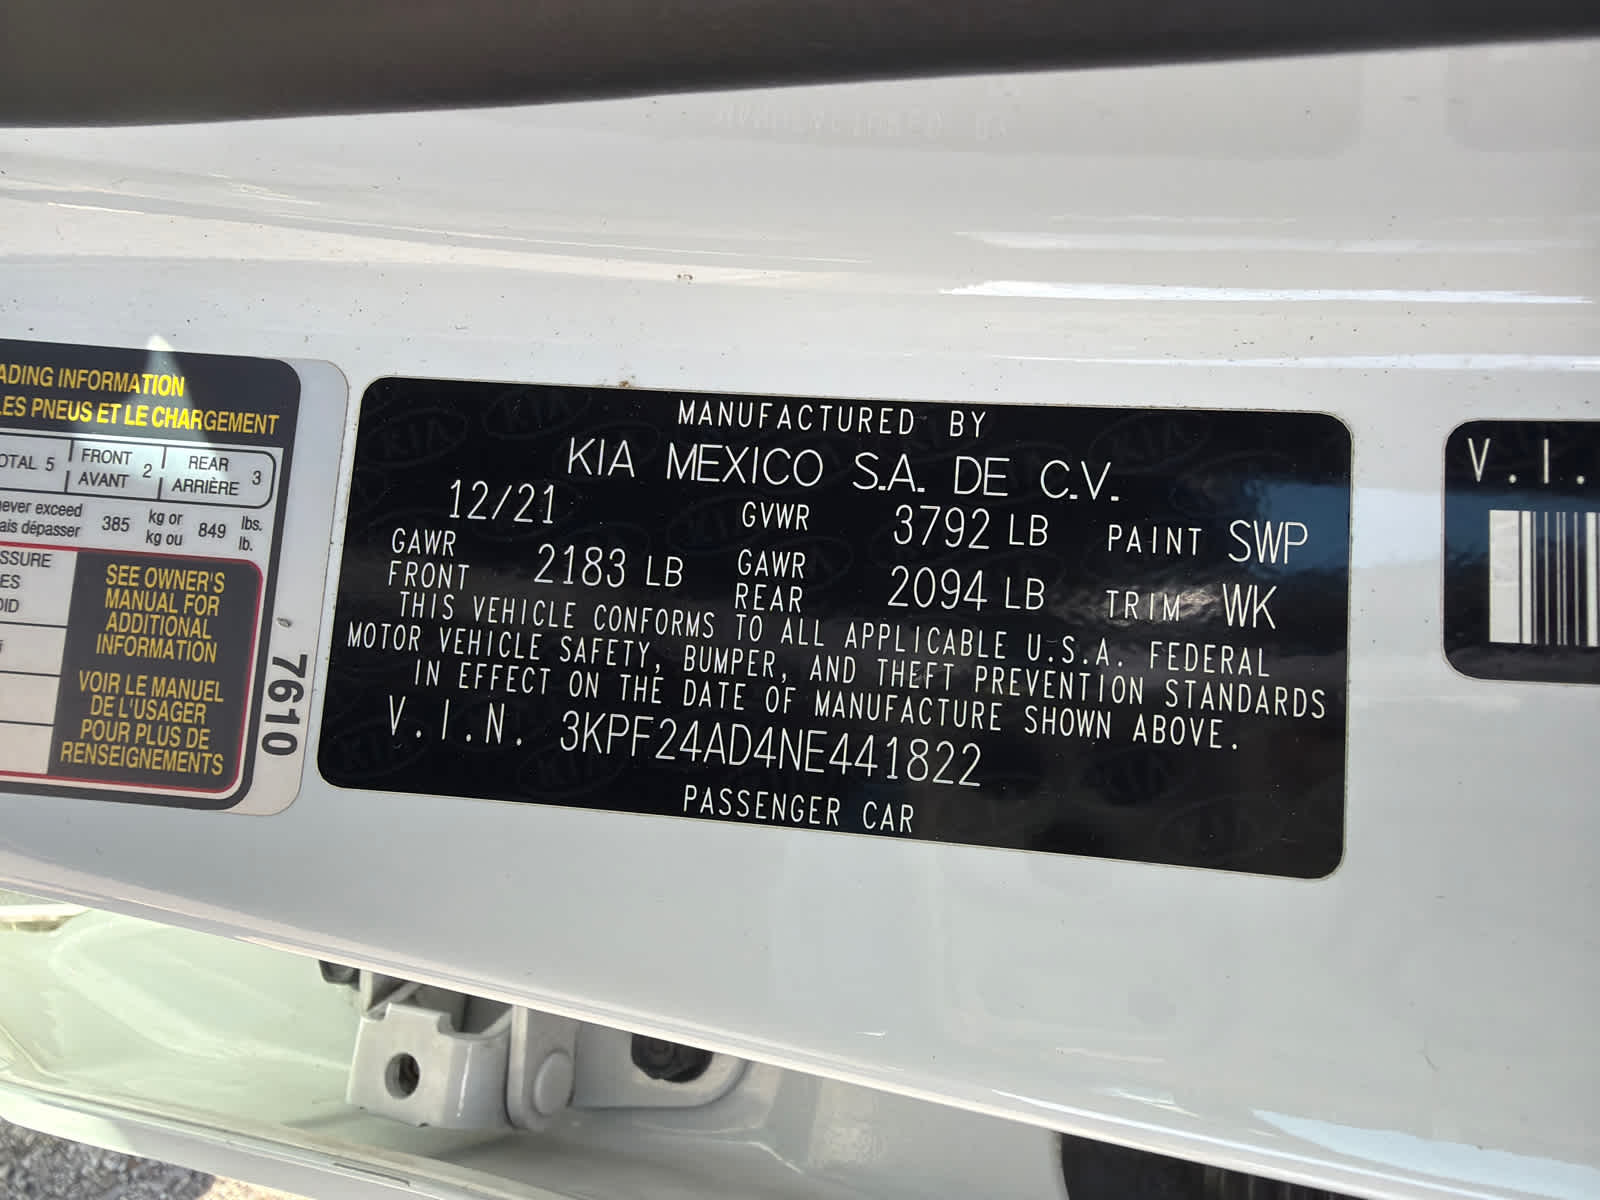 ADING INFORMATION
LES PNEUS ET LE CHARGEMENT
OTAL 5 FRONT AVANT 2 REAR ARRIÈRE 3
never exceed 385 kg or 849 lbs.
ais dépasser kg ou lb.
SSURE
ES
OID
SEE OWNER'S
MANUAL FOR
ADDITIONAL
INFORMATION
VOIR LE MANUEL
DE L'USAGER
POUR PLUS DE
RENSEIGNEMENTS
7610
MANUFACTURED BY
KIA MEXICO S.A. DE C.V.
12/21 GVWR 3792 LB PAINT SWP
GAWR FRONT 2183 LB GAWR REAR 2094 LB TRIM WK
THIS VEHICLE CONFORMS TO ALL APPLICABLE U.S.A. FEDERAL
MOTOR VEHICLE SAFETY, BUMPER, AND THEFT PREVENTION STANDARDS
IN EFFECT ON THE DATE OF MANUFACTURE SHOWN ABOVE.
V.I.N. 3KPF24AD4NE441822
PASSENGER CAR
V.I.